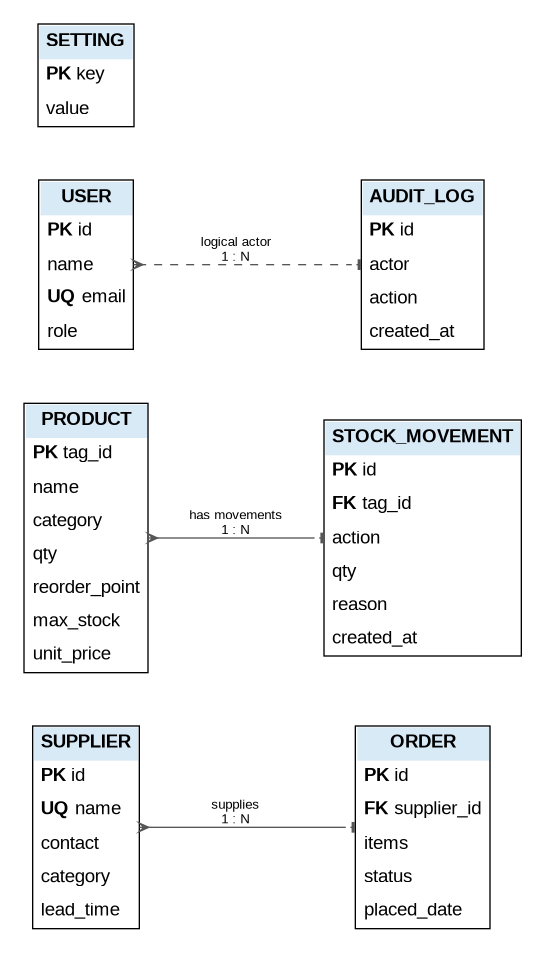 SETTING
PK key
value
USER
PK id
name
UQ email
role
logical actor
1 : N
AUDIT_LOG
PK id
actor
action
created_at
PRODUCT
PK tag_id
name
category
qty
reorder_point
max_stock
unit_price
has movements
1 : N
STOCK_MOVEMENT
PK id
FK tag_id
action
qty
reason
created_at
SUPPLIER
PK id
UQ name
contact
category
lead_time
supplies
1 : N
ORDER
PK id
FK supplier_id
items
status
placed_date